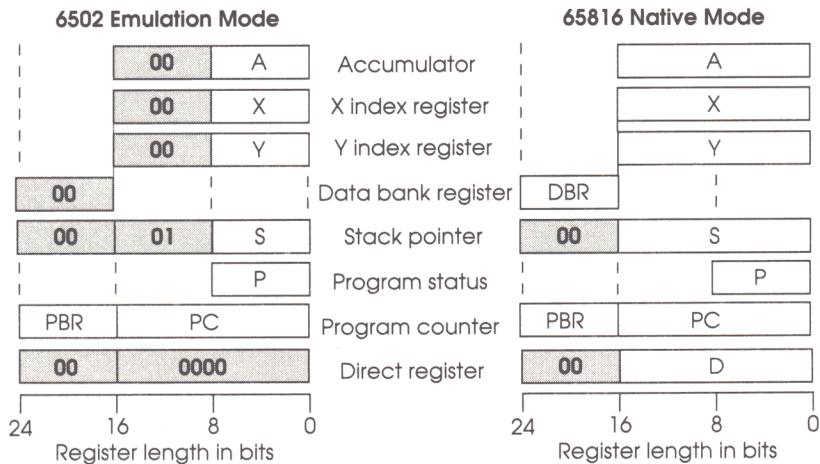 6502 Emulation Mode 65816 Native Mode
00 A Accumulator A
00 X X index register X
00 Y Y index register Y
00 Data bank register DBR
00 01 S Stack pointer 00 S
P Program status P
PBR PC Program counter PBR PC
00 0000 Direct register 00 D
24 16 8 0 24 16 8 0
Register length in bits Register length in bits